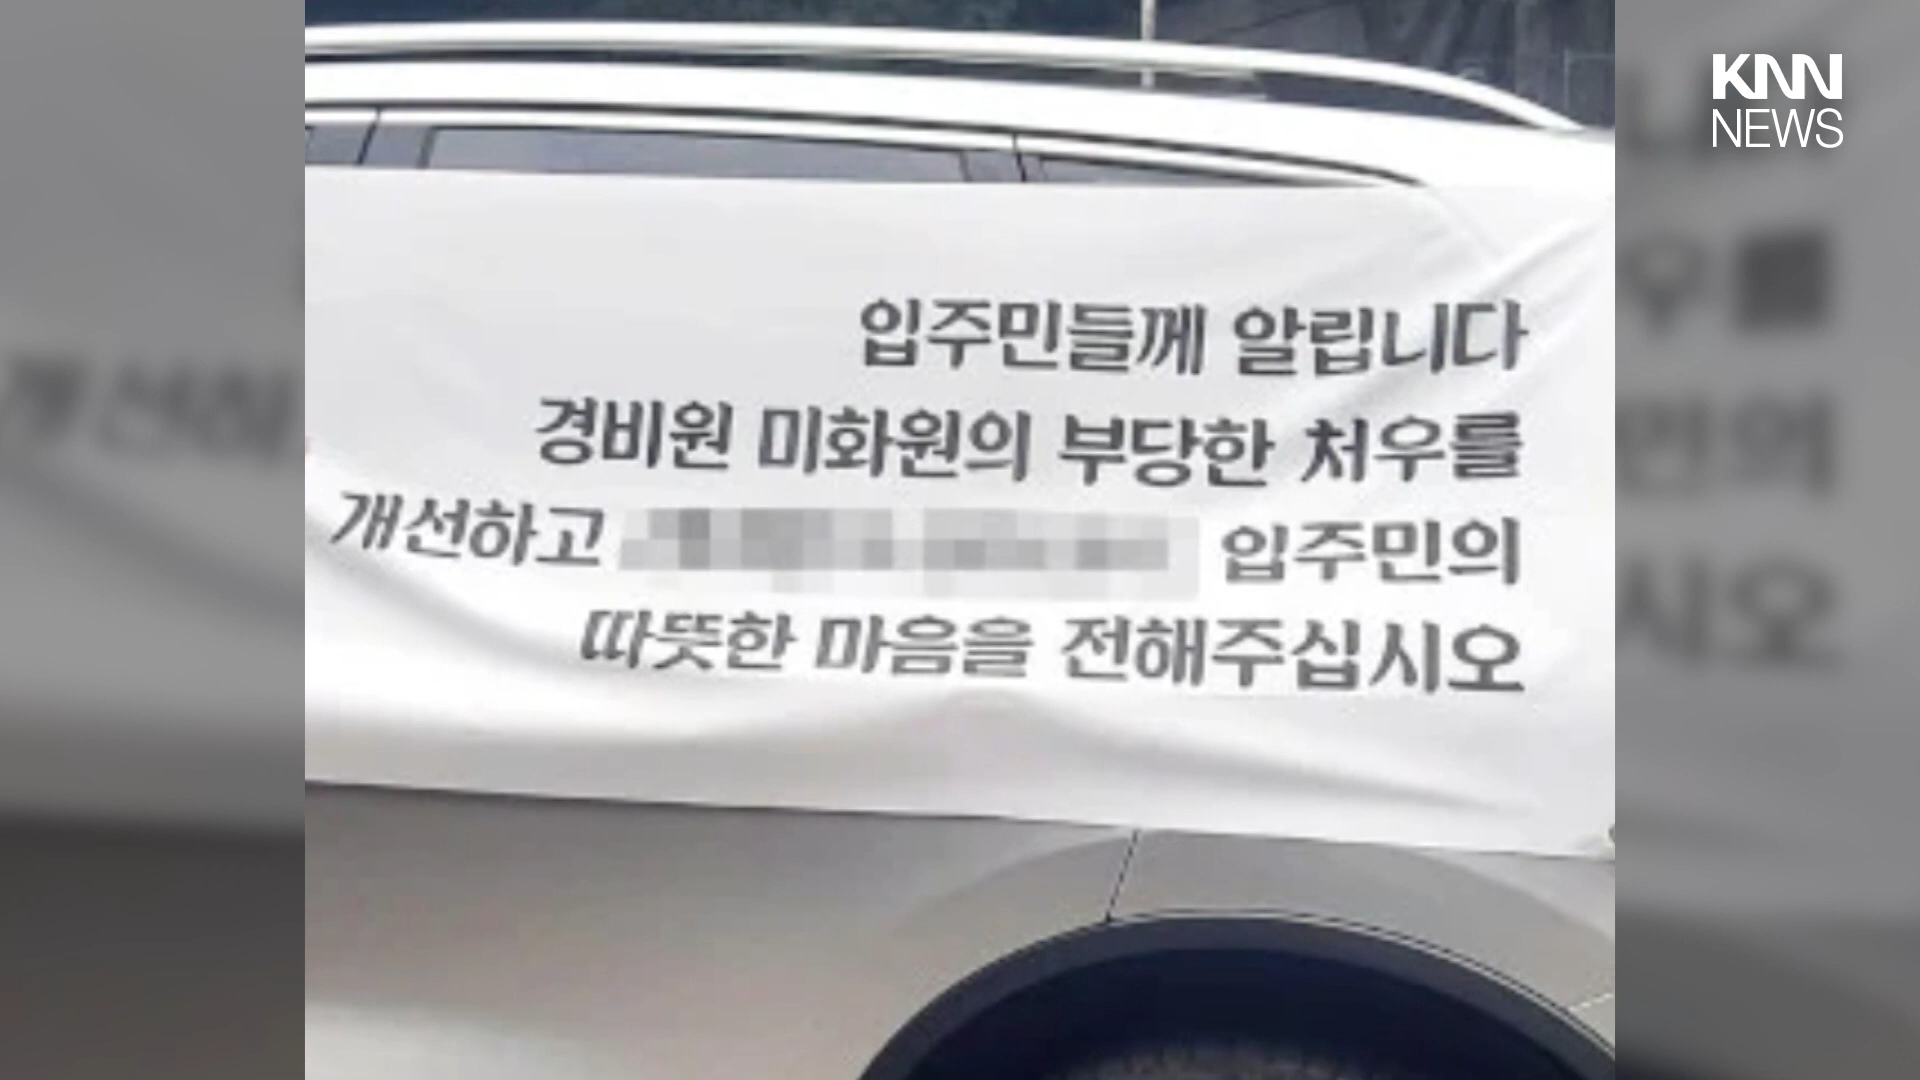 KNN
NEWS
입주민들께 알립니다
경비원 미화원의 부당한 처우를
개선하고 입주민의
따뜻한 마음을 전해주십시오